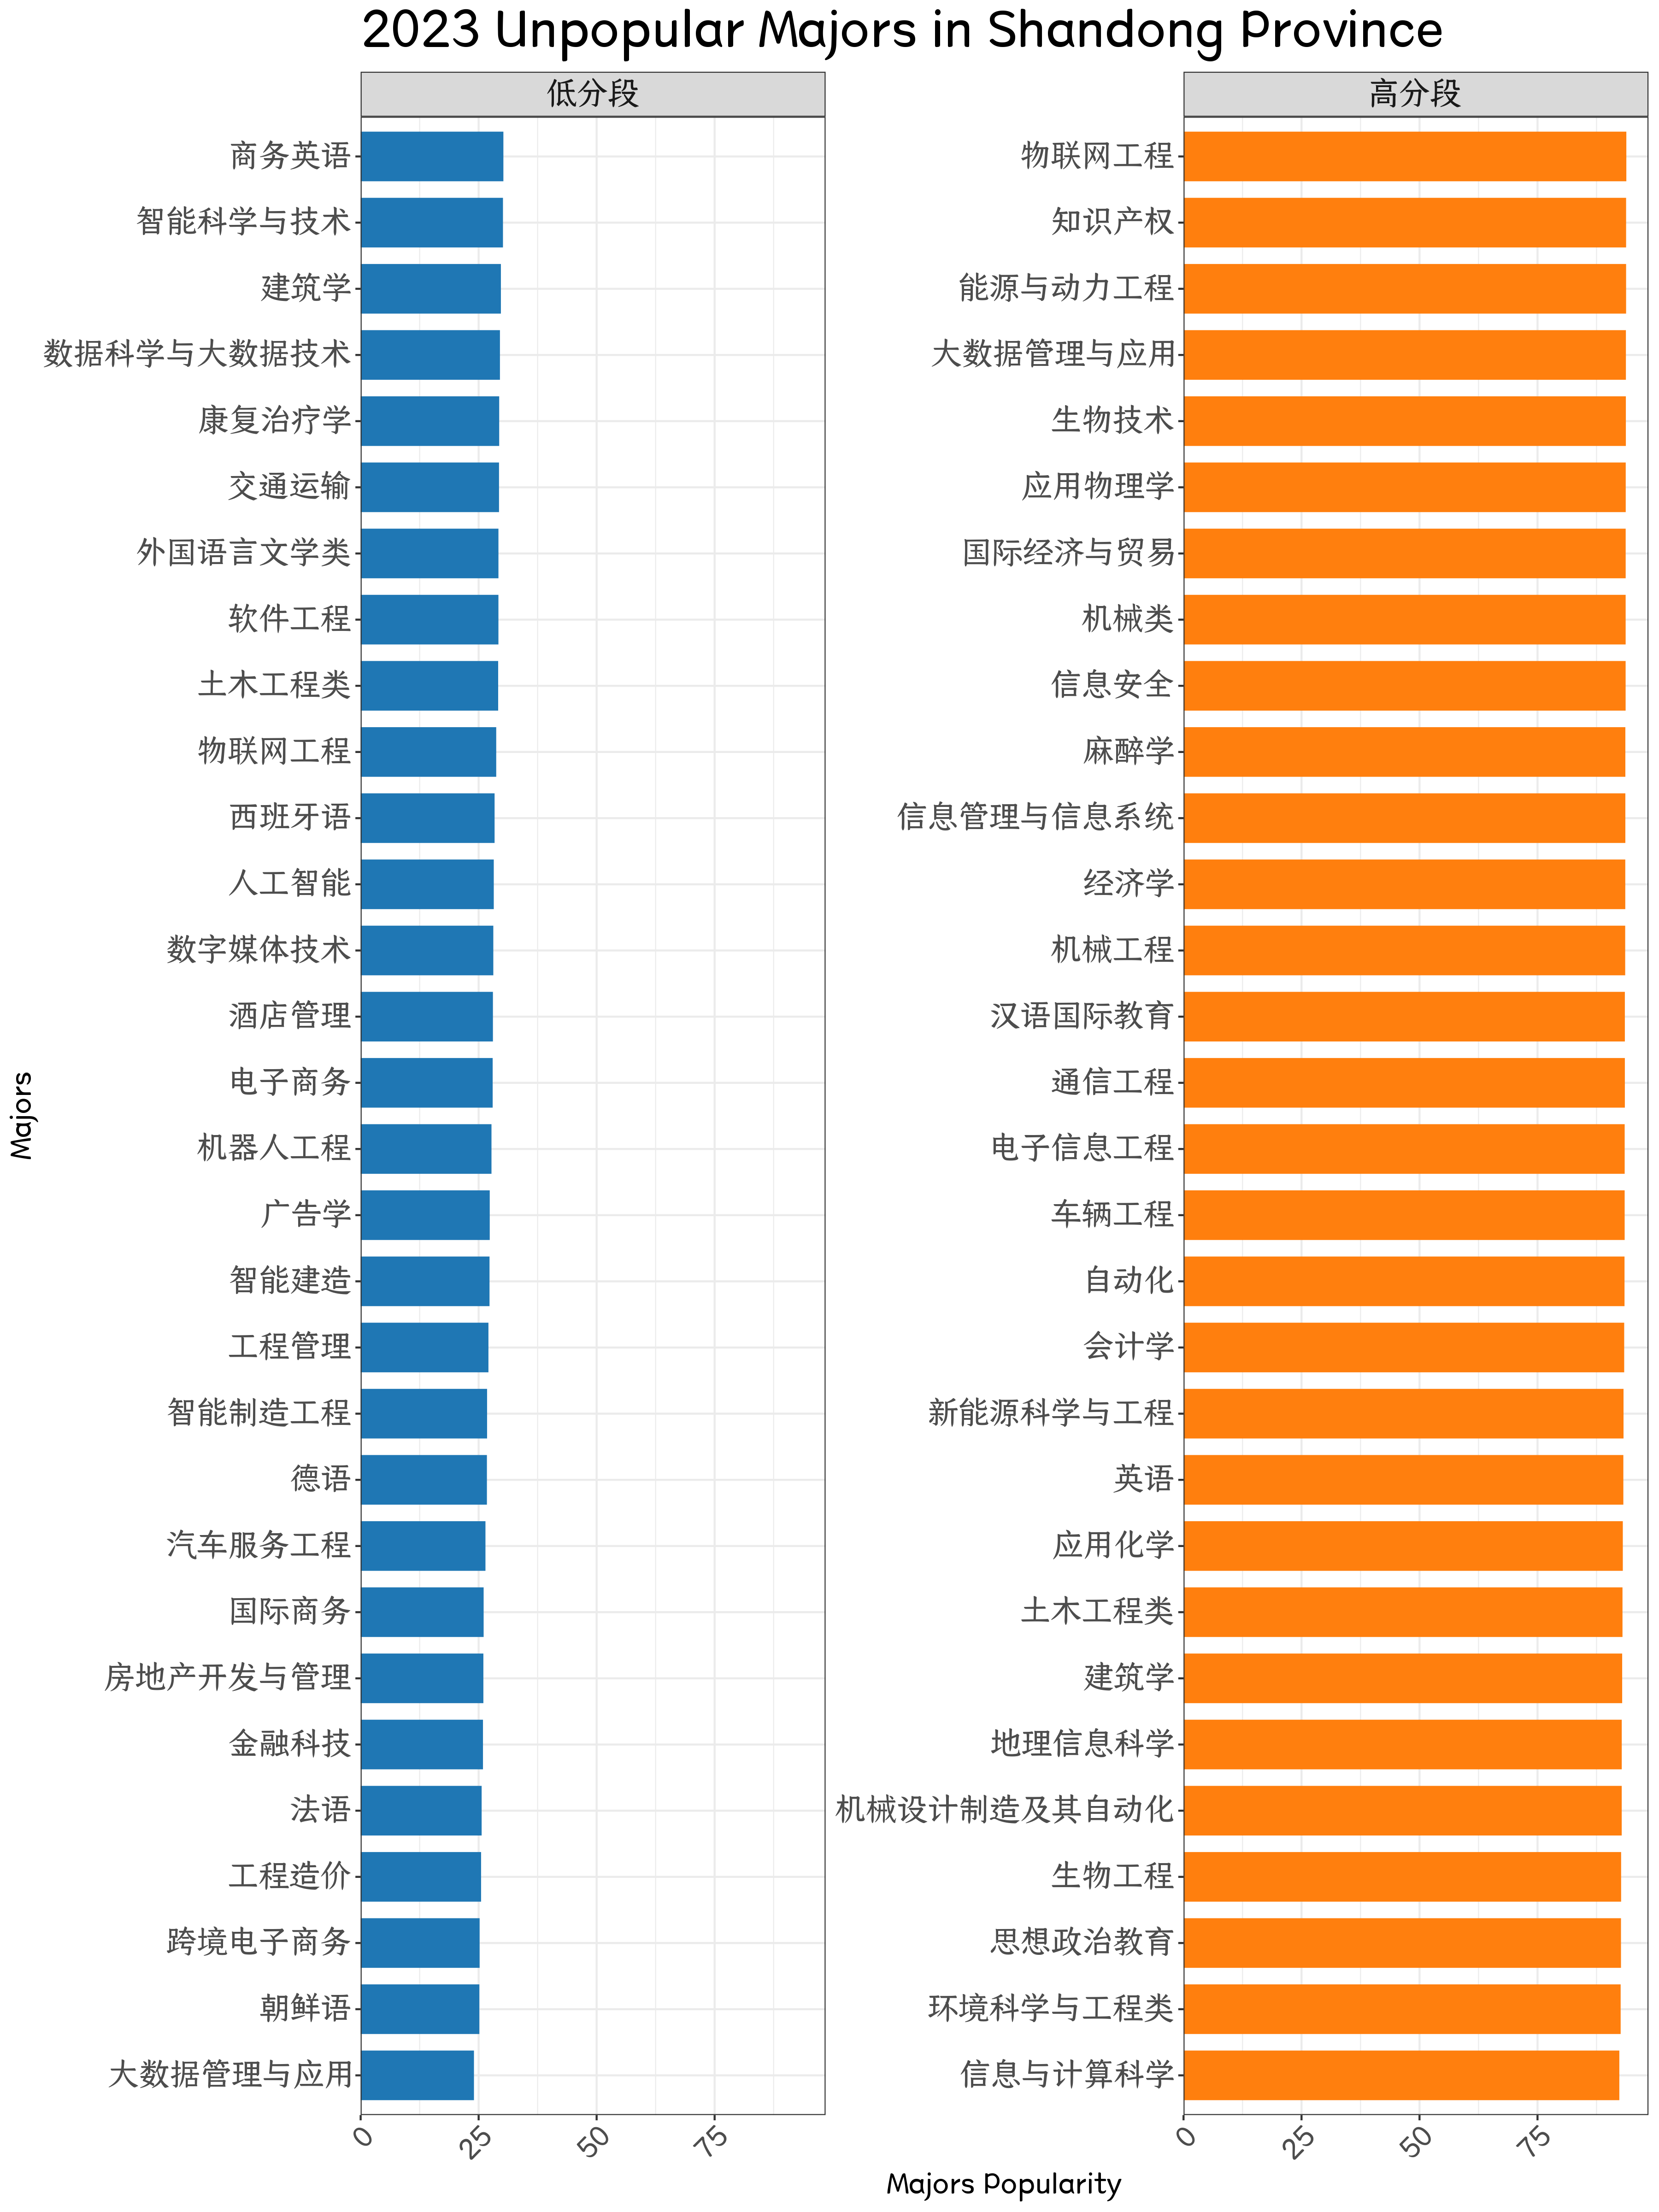 2023 Unpopular Majors in Shandong Province
低分段
商务英语
智能科学与技术
建筑学
数据科学与大数据技术
康复治疗学
交通运输
外国语言文学类
软件工程
土木工程类
物联网工程
西班牙语
人工智能
数字媒体技术
酒店管理
电子商务
机器人工程
广告学
智能建造
工程管理
智能制造工程
德语
汽车服务工程
国际商务
房地产开发与管理
金融科技
法语
工程造价
跨境电子商务
朝鲜语
大数据管理与应用
0 25 50 75
高分段
物联网工程
知识产权
能源与动力工程
大数据管理与应用
生物技术
应用物理学
国际经济与贸易
机械类
信息安全
麻醉学
信息管理与信息系统
经济学
机械工程
汉语国际教育
通信工程
电子信息工程
车辆工程
自动化
会计学
新能源科学与工程
英语
应用化学
土木工程类
建筑学
地理信息科学
机械设计制造及其自动化
生物工程
思想政治教育
环境科学与工程类
信息与计算科学
0 25 50 75
Majors
Majors Popularity